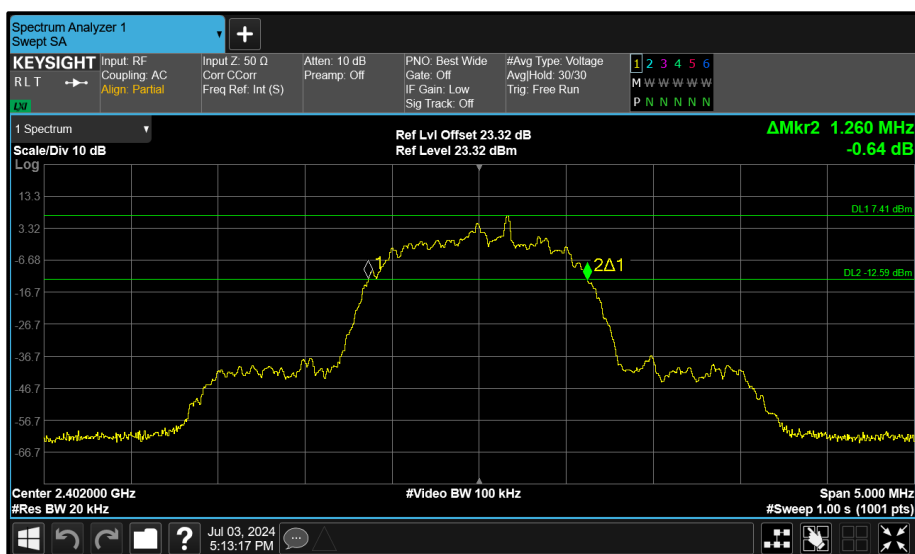 Spectrum Analyzer 1
Swept SA
KEYSIGHT
RLT
LXI
Input: RF
Coupling: AC
Align: Partial
Input Z: 50 Ω
Corr CCorr
Freq Ref: Int (S)
Atten: 10 dB
Preamp: Off
PNO: Best Wide
Gate: Off
IF Gain: Low
Sig Track: Off
#Avg Type: Voltage
Avg|Hold: 30/30
Trig: Free Run
1 2 3 4 5 6
M W W W W W
P N N N N N
1 Spectrum
Scale/Div 10 dB
Log
Ref Lvl Offset 23.32 dB
Ref Level 23.32 dBm
ΔMkr2 1.260 MHz
-0.64 dB
13.3
DL1 7.41 dBm
3.32
-6.68
1
2Δ1
DL2 -12.59 dBm
-16.7
-26.7
-36.7
-46.7
-56.7
-66.7
Center 2.402000 GHz
#Video BW 100 kHz
Span 5.000 MHz
#Res BW 20 kHz
#Sweep 1.00 s (1001 pts)
?
Jul 03, 2024
5:13:17 PM